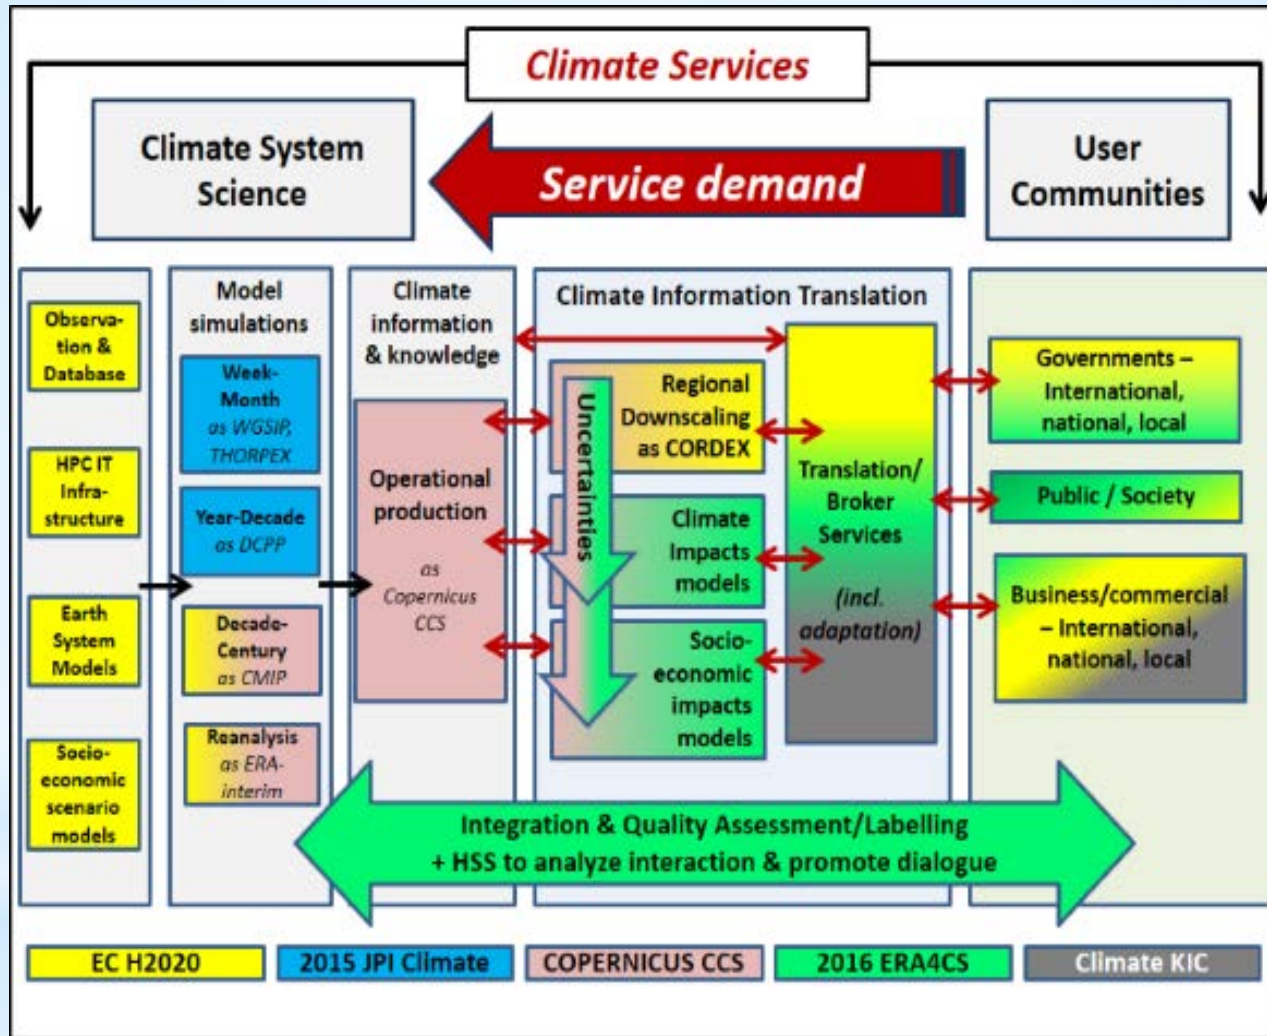 Climate Services
Climate System
Science
Service demand
User
Communities
Observa-
tion &
Database
HPC IT
Infra-
structure
Earth
System
Models
Socio-
economic
scenario
models
Model
simulations
Week-
Month
as WGSIP,
THORPEX
Year-Decade
as DCPP
Decade-
Century
as CMIP
Reanalysis
as ERA-
interim
Climate
information
& knowledge
Operational
production
as
Copernicus
CCS
Climate Information Translation
Uncertainties
Regional
Downscaling
as CORDEX
Climate
Impacts
models
Socio-
economic
impacts
models
Translation/
Broker
Services
(incl.
adaptation)
Governments –
International,
national, local
Public / Society
Business/commercial
– International,
national, local
Integration & Quality Assessment/Labelling
+ HSS to analyze interaction & promote dialogue
EC H2020
2015 JPI Climate
COPERNICUS CCS
2016 ERA4CS
Climate KIC